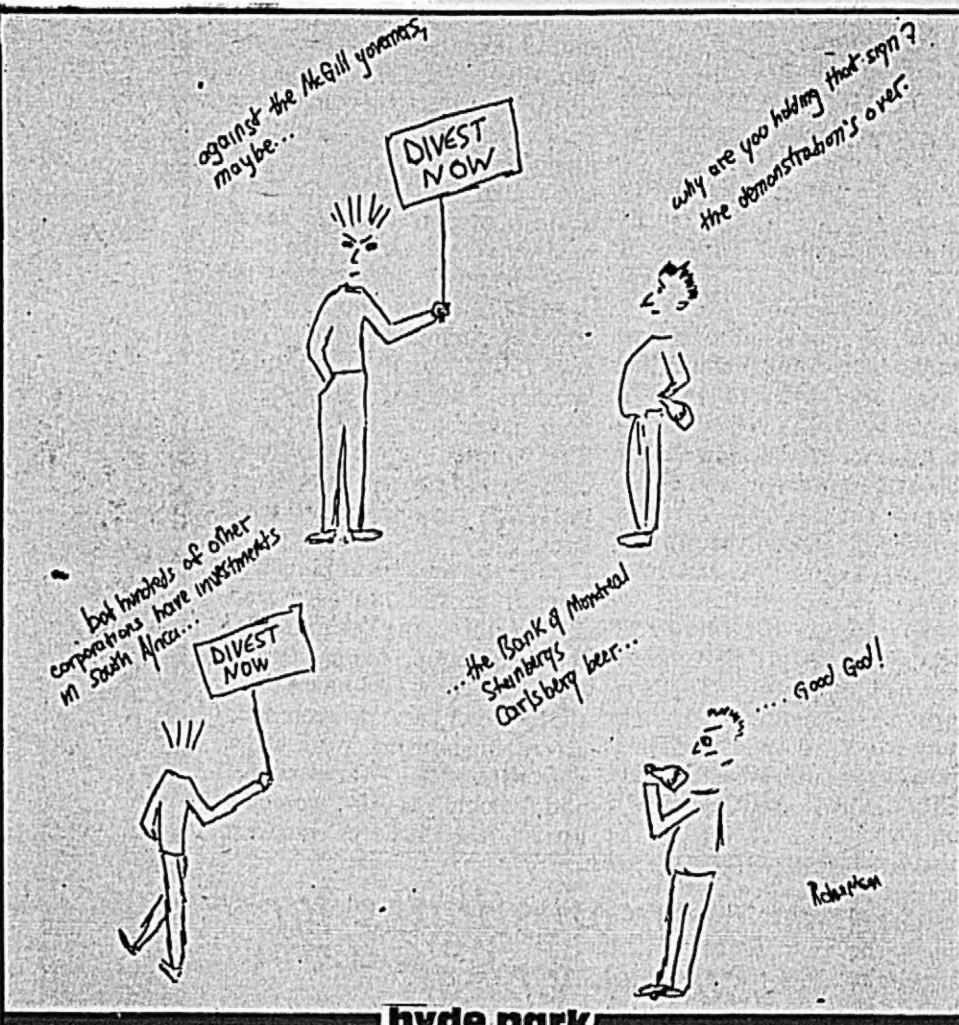 why are you holding that sign?
the demonstration's over.
against the McGill governors,
maybe...
DIVEST
NOW
but hundreds of other
corporations have investments
in South Africa...
DIVEST
NOW
...the Bank of Montreal
Steinbergs
Carlsberg beer...
.... Good God!
hyde park